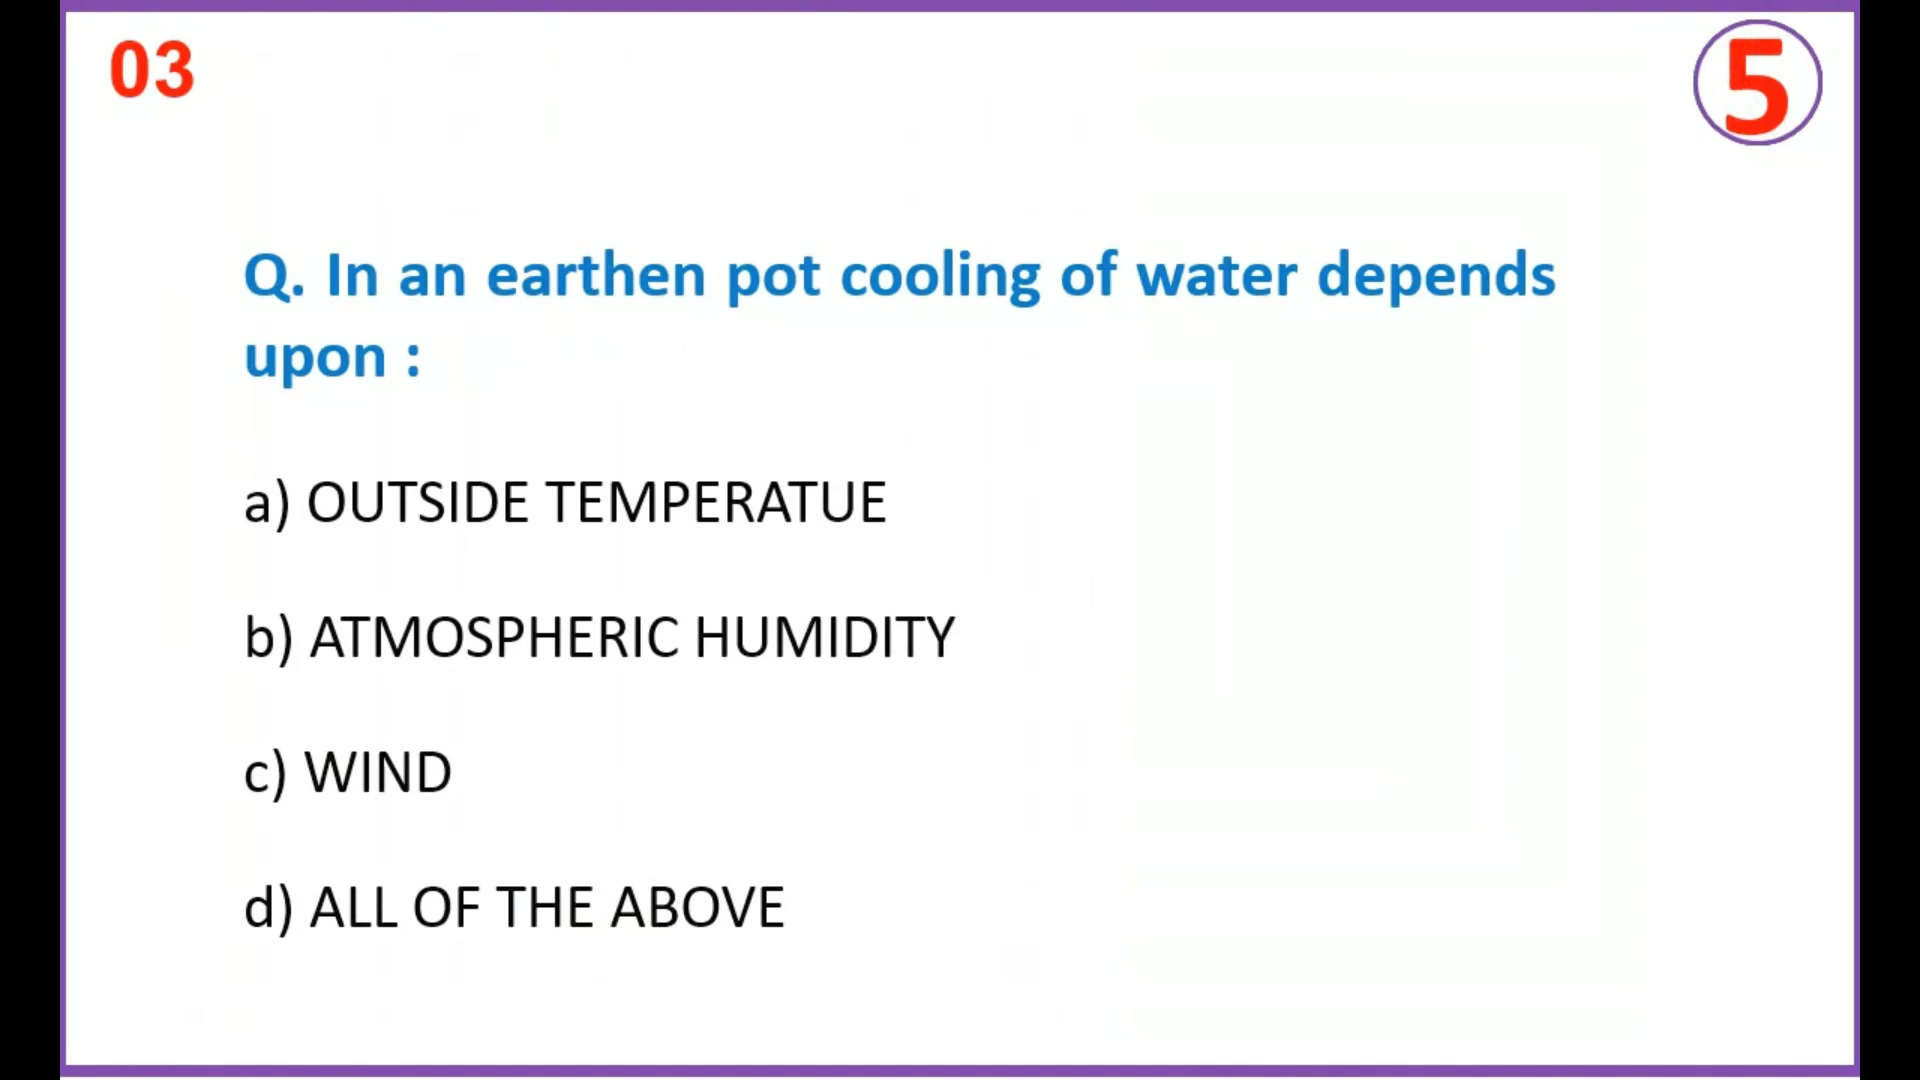 03
5
Q. In an earthen pot cooling of water depends
upon :
a) OUTSIDE TEMPERATUE
b) ATMOSPHERIC HUMIDITY
c) WIND
d) ALL OF THE ABOVE